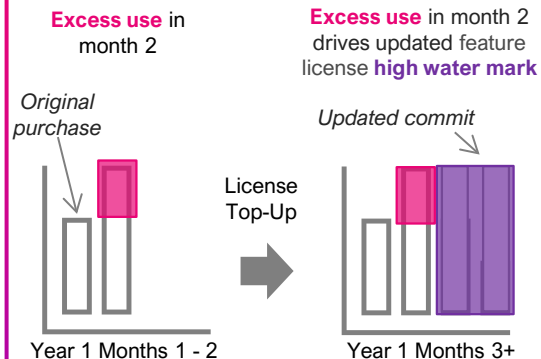 Excess use in
month 2
Original
purchase
Year 1 Months 1 - 2
License
Top-Up
Excess use in month 2
drives updated feature
license high water mark
Updated commit
Year 1 Months 3+